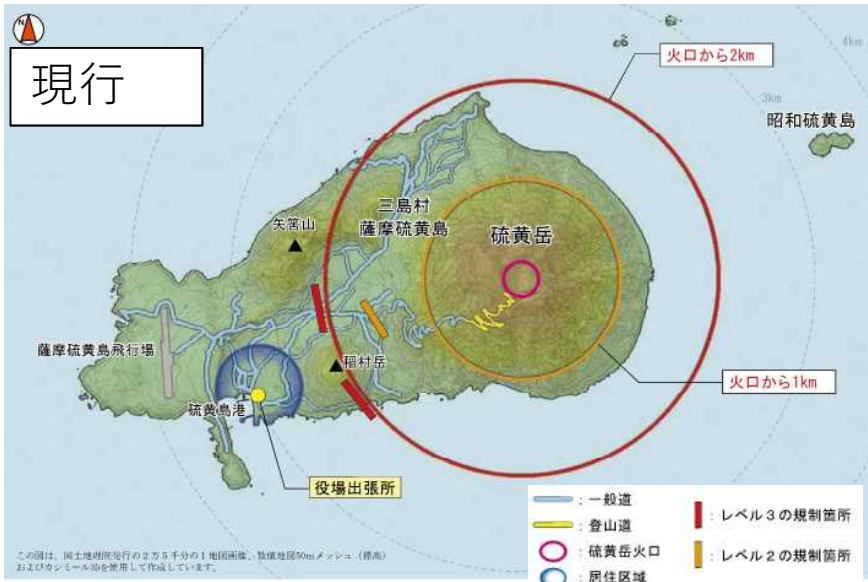 N
現行
火口から2km
4km
3km
昭和硫黄島
三島村
薩摩硫黄島
矢筈山
硫黄岳
薩摩硫黄島飛行場
稲村岳
硫黄島港
火口から1km
役場出張所
：一般道
：登山道
：硫黄岳火口
：居住区域
：レベル３の規制箇所
：レベル２の規制箇所
この図は、国土地理院発行の２万５千分の１地図画像、数値地図50mメッシュ（標高）
およびカシミール3Dを使用して作成しています。